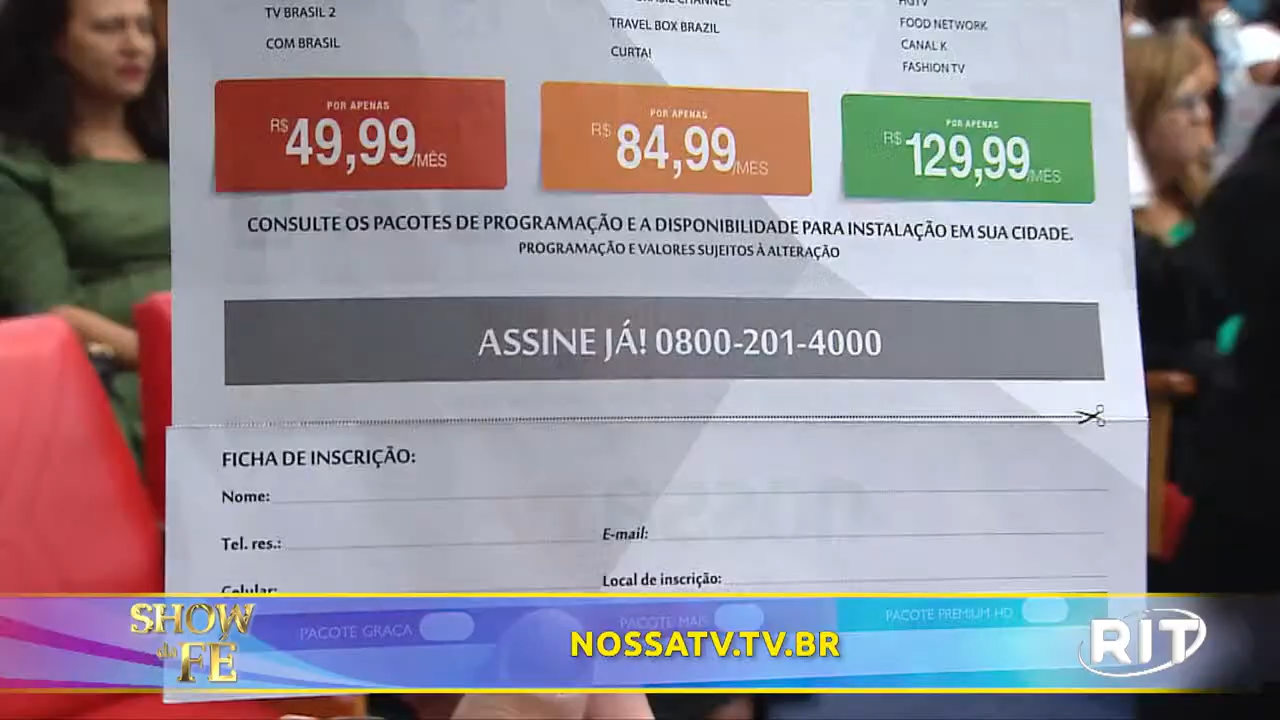 TV BRASIL 2
COM BRASIL
CHANNEL
TRAVEL BOX BRAZIL
CURTA!
HGTV
FOOD NETWORK
CANAL K
FASHION TV
POR APENAS
R$ 49,99/MÊS
POR APENAS
R$ 84,99/MÊS
POR APENAS
R$ 129,99/MÊS
CONSULTE OS PACOTES DE PROGRAMAÇÃO E A DISPONIBILIDADE PARA INSTALAÇÃO EM SUA CIDADE.
PROGRAMAÇÃO E VALORES SUJEITOS À ALTERAÇÃO
ASSINE JÁ! 0800-201-4000
FICHA DE INSCRIÇÃO:
Nome:
Tel. res.:
E-mail:
Celular:
Local de inscrição:
PACOTE GRAÇA
PACOTE MAIS
PACOTE PREMIUM HD
SHOW da FÉ
NOSSATV.TV.BR
RIT